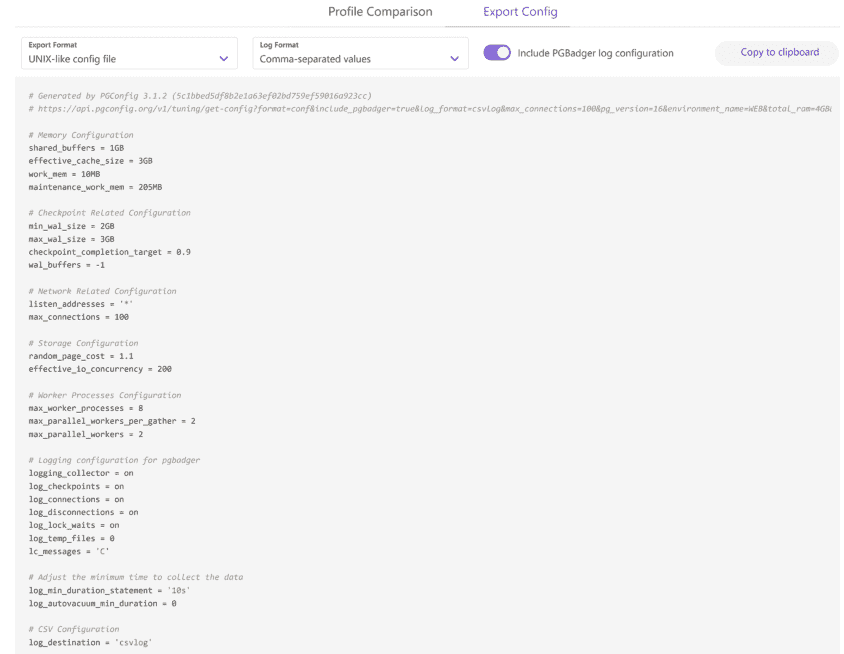 Profile Comparison
Export Config
Export Format
UNIX-like config file
Log Format
Comma-separated values
Include PGBadger log configuration
Copy to clipboard
# Generated by PGConfig 3.1.2 (5c1bbed5df8b2e1a63ef02bd759ef59016a923cc)
# https://api.pgconfig.org/v1/tuning/get-config?format=conf&include_pgbadger=true&log_format=csvlog&max_connections=100&pg_version=16&environment_name=WEB&total_ram=4GB
# Memory Configuration
shared_buffers = 1GB
effective_cache_size = 3GB
work_mem = 10MB
maintenance_work_mem = 205MB
# Checkpoint Related Configuration
min_wal_size = 2GB
max_wal_size = 3GB
checkpoint_completion_target = 0.9
wal_buffers = -1
# Network Related Configuration
listen_addresses = '*'
max_connections = 100
# Storage Configuration
random_page_cost = 1.1
effective_io_concurrency = 200
# Worker Processes Configuration
max_worker_processes = 8
max_parallel_workers_per_gather = 2
max_parallel_workers = 2
# Logging configuration for pgbadger
logging_collector = on
log_checkpoints = on
log_connections = on
log_disconnections = on
log_lock_waits = on
log_temp_files = 0
lc_messages = 'C'
# Adjust the minimum time to collect the data
log_min_duration_statement = '10s'
log_autovacuum_min_duration = 0
# CSV Configuration
log_destination = 'csvlog'